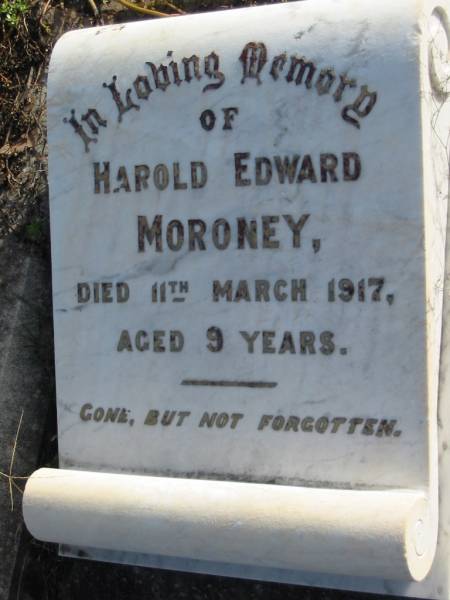 In Loving Memory
OF
HAROLD EDWARD
MORONEY,
DIED 11TH MARCH 1917,
AGED 9 YEARS.
GONE, BUT NOT FORGOTTEN.